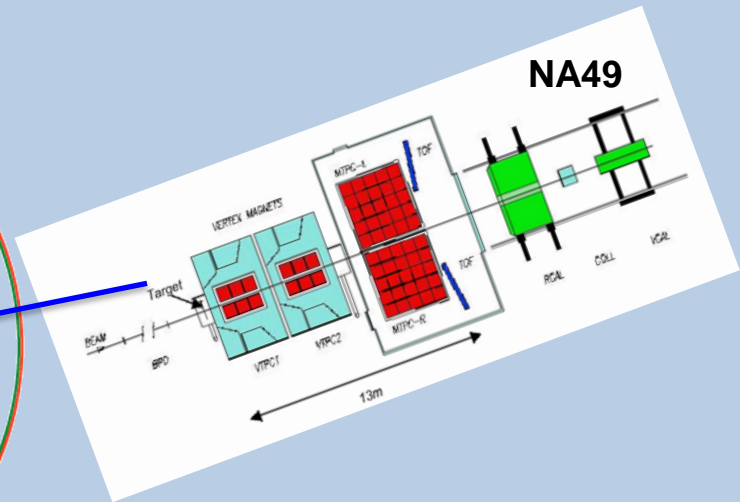 NA49
MTPC-L
TOF
VERTEX MAGNETS
Target
BEAM
BPD
VTPC1
VTPC2
MTPC-R
TOF
RCAL
COLL
VCAL
13m